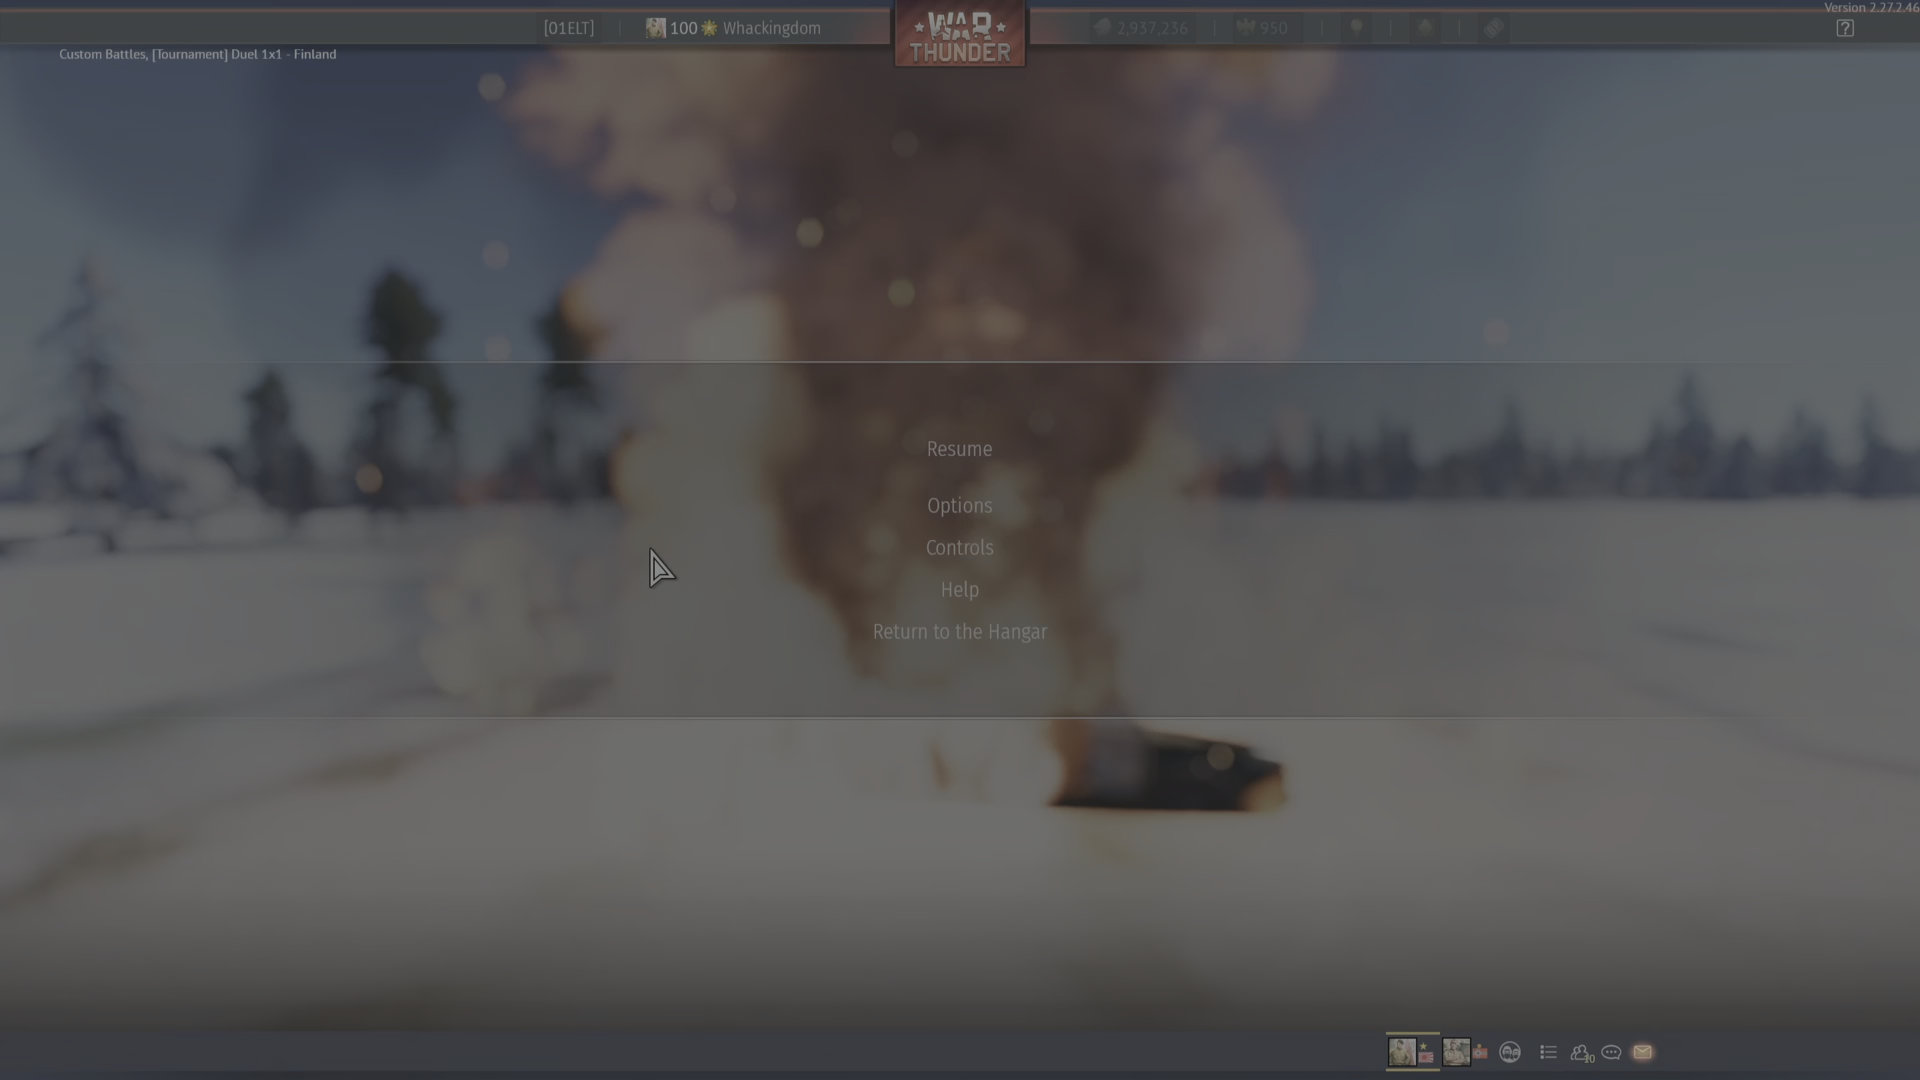 Version 2.27.2.46
[01ELT] 100 Whackingdom WAR THUNDER 2,937,236 950
Custom Battles, [Tournament] Duel 1x1 - Finland
Resume
Options
Controls
Help
Return to the Hangar
10